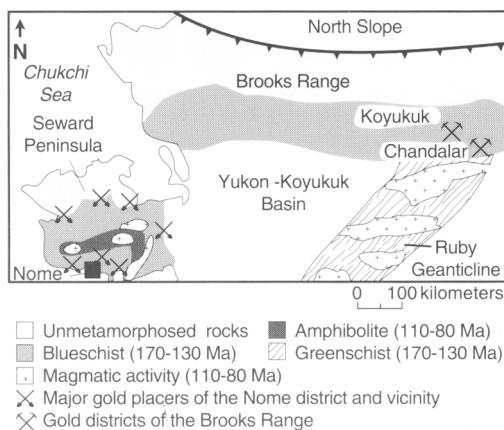 North Slope
N
Chukchi
Sea
Brooks Range
Seward
Peninsula
Koyukuk
Chandalar
Yukon -Koyukuk
Basin
Ruby
Geanticline
Nome
0 100 kilometers
Unmetamorphosed rocks
Amphibolite (110-80 Ma)
Blueschist (170-130 Ma)
Greenschist (170-130 Ma)
Magmatic activity (110-80 Ma)
Major gold placers of the Nome district and vicinity
Gold districts of the Brooks Range